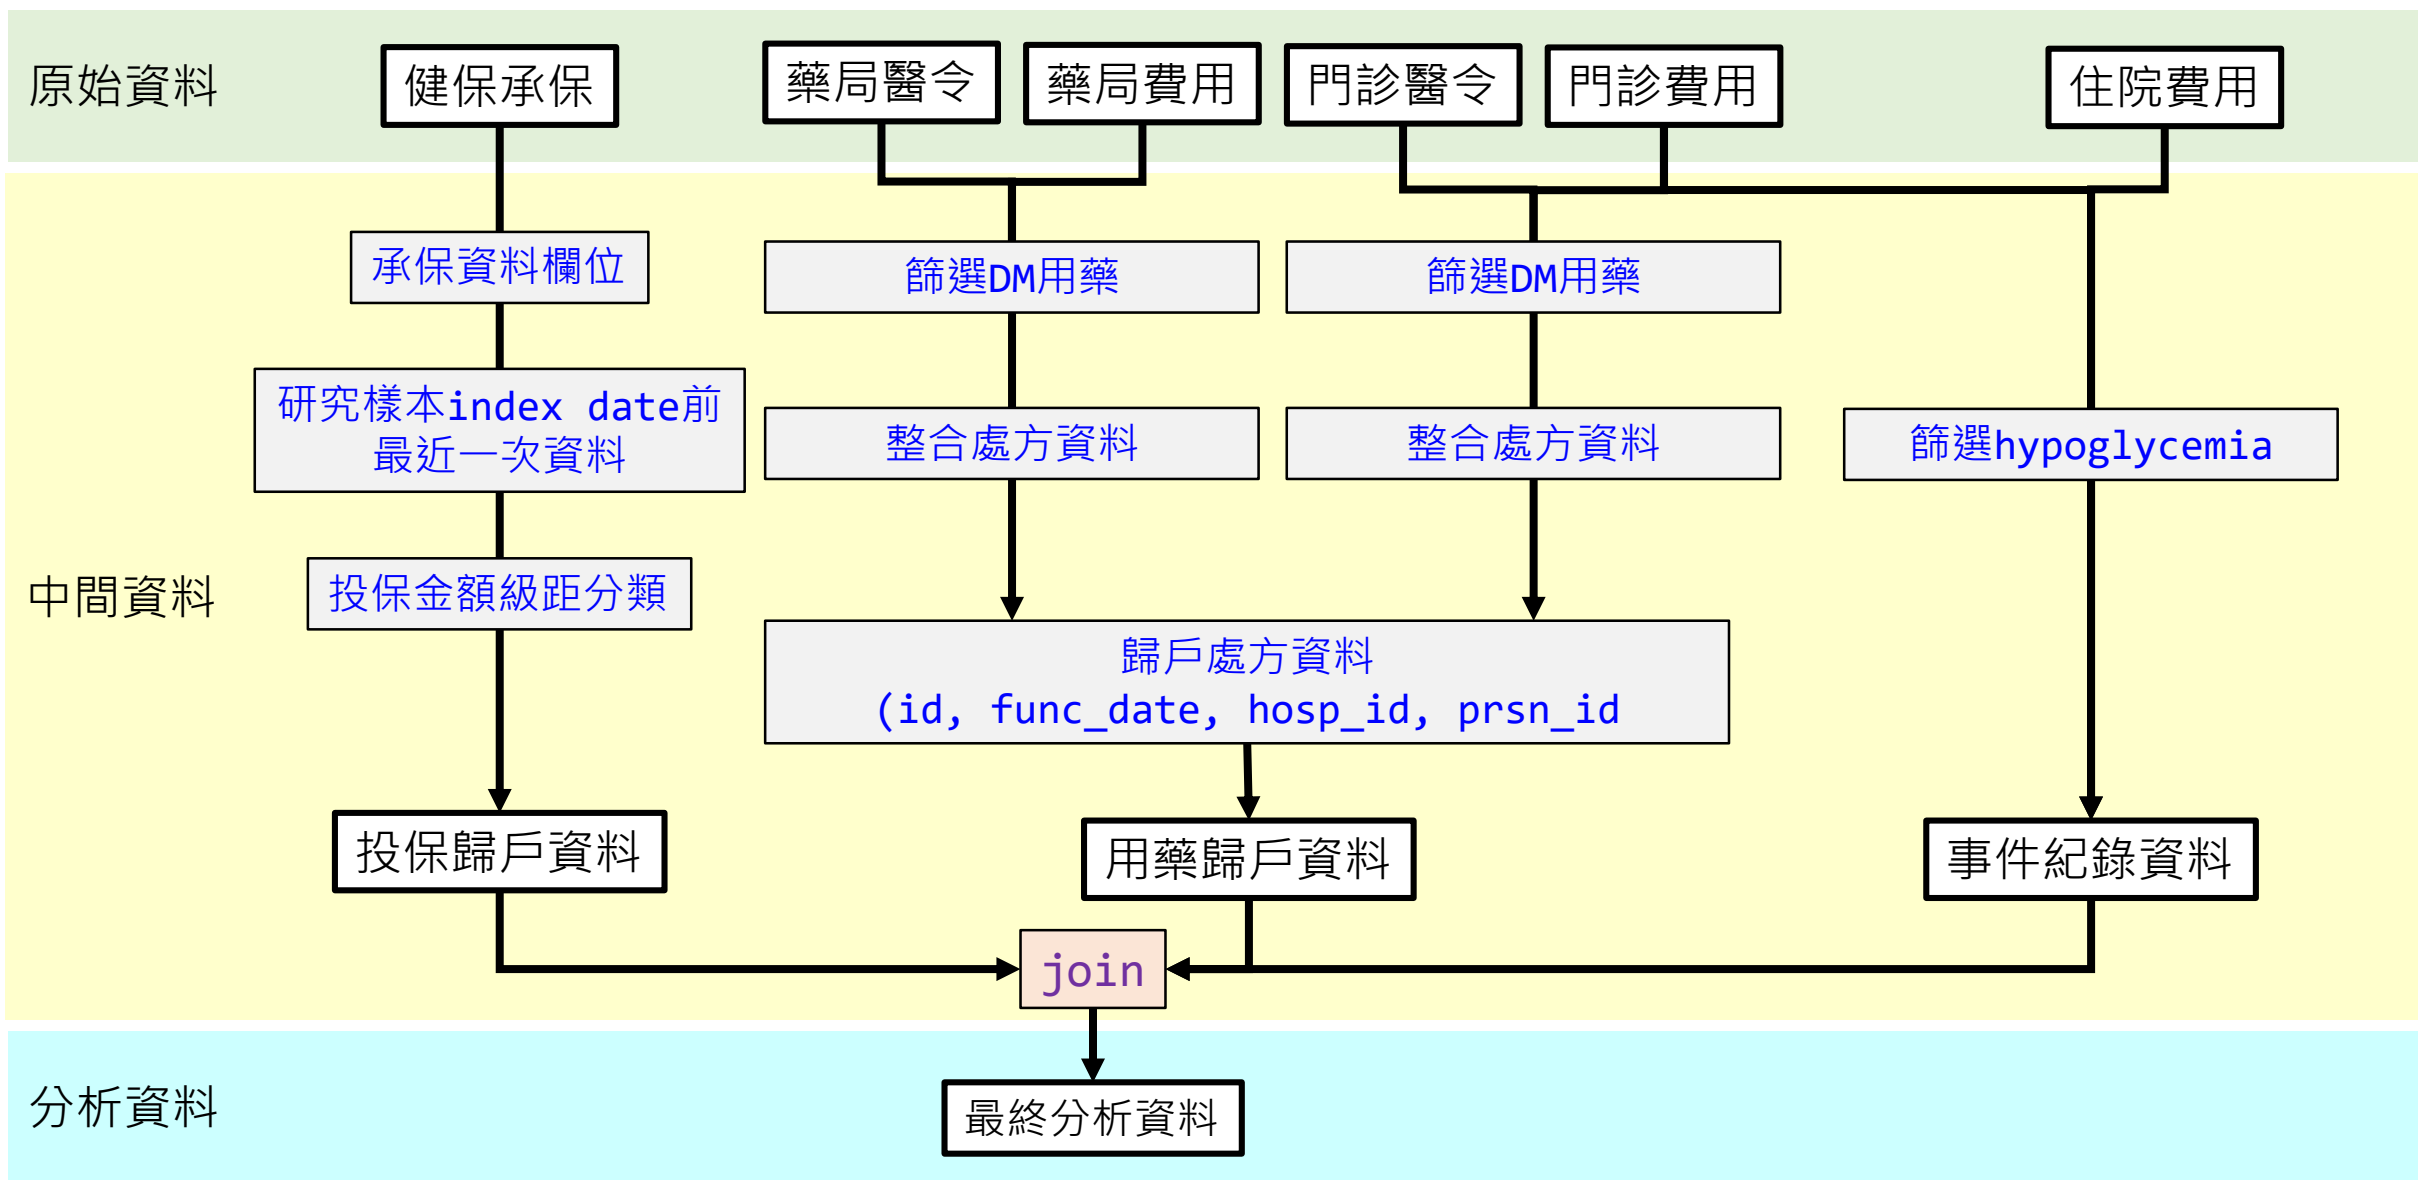 原始資料
健保承保
藥局醫令
藥局費用
門診醫令
門診費用
住院費用
中間資料
承保資料欄位
篩選DM用藥
篩選DM用藥
研究樣本index date前
最近一次資料
整合處方資料
整合處方資料
篩選hypoglycemia
投保金額級距分類
歸戶處方資料
(id, func_date, hosp_id, prsn_id
投保歸戶資料
用藥歸戶資料
事件紀錄資料
join
分析資料
最終分析資料